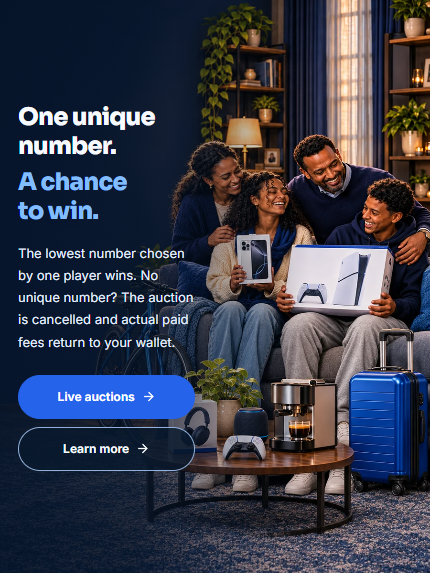 One unique
number.
A chance
to win.
The lowest number chosen
by one player wins. No
unique number? The auction
is cancelled and actual paid
fees return to your wallet.
Live auctions →
Learn more →